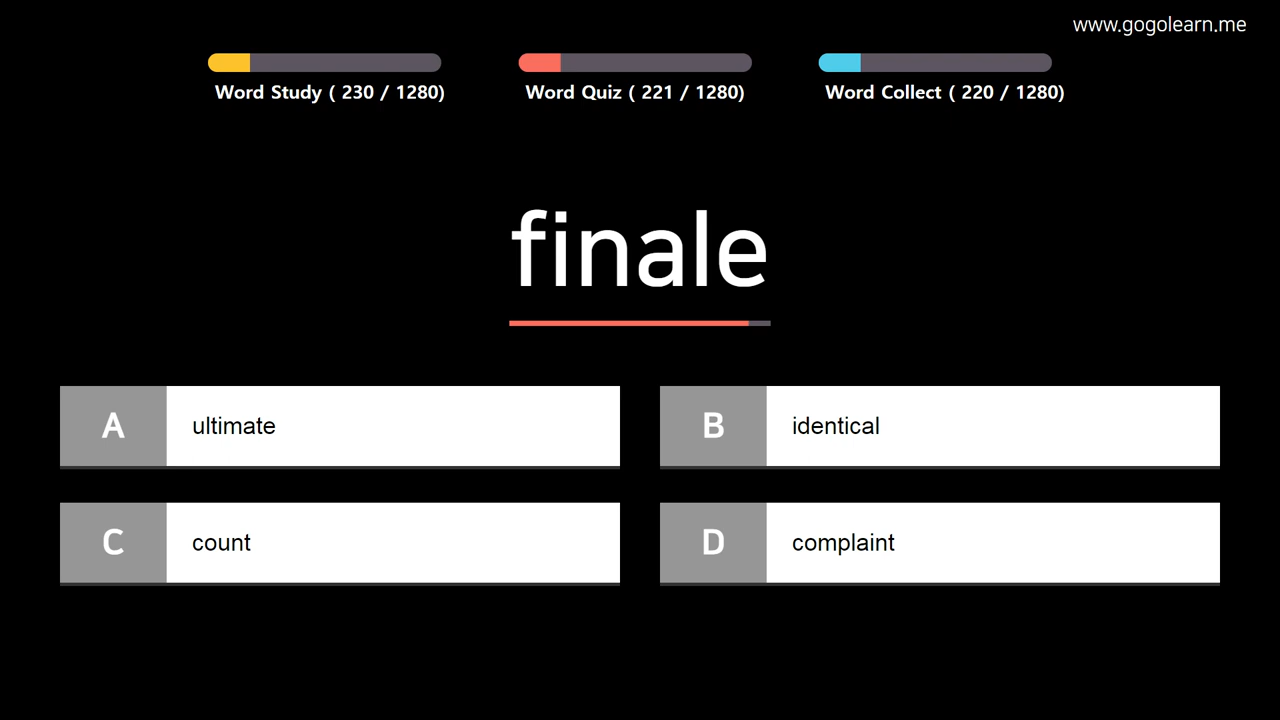 www.gogolearn.me
Word Study ( 230 / 1280)
Word Quiz ( 221 / 1280)
Word Collect ( 220 / 1280)
finale
A ultimate
B identical
C count
D complaint